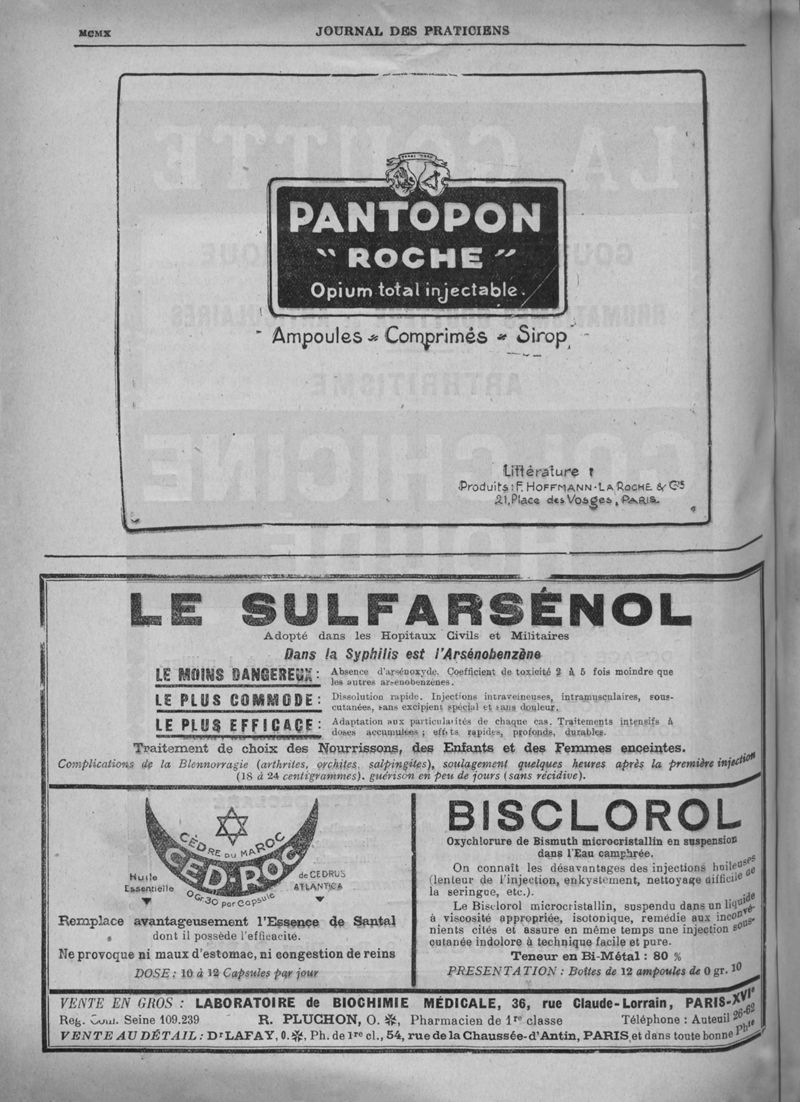 MCMX
JOURNAL DES PRATICIENS
PANTOPON
"ROCHE"
Opium total injectable.
Ampoules - Comprimés - Sirop
Littérature :
Produits : F. HOFFMANN-LA ROCHE & Cie
21, Place des Vosges, PARIS.
LE SULFARSÉNOL
Adopté dans les Hopitaux Civils et Militaires
Dans la Syphilis est l'Arsénobenzène
LE MOINS DANGEREUX : Absence d'arsénoxyde. Coefficient de toxicité 2 à 5 fois moindre que
les autres arsenobenzènes.
LE PLUS COMMODE : Dissolution rapide. Injections intraveineuses, intramusculaires, sous-
cutanées, sans excipient spécial et sans douleur.
LE PLUS EFFICACE : Adaptation aux particularités de chaque cas. Traitements intensifs à
doses accumulées ; effets rapides, profonds, durables.
Traitement de choix des Nourrissons, des Enfants et des Femmes enceintes.
Complications de la Blennorragie (arthrites, orchites, salpingites), soulagement quelques heures après la première injection
(18 à 24 centigrammes). guérison en peu de jours (sans récidive).
CÈDRE DU MAROC
CÉD-ROC
Huile
Essentielle
de CEDRUS
ATLANTICA
0 Gr. 30 par Capsule
Remplace avantageusement l'Essence de Santal
dont il possède l'efficacité.
Ne provoque ni maux d'estomac, ni congestion de reins
DOSE : 10 à 12 Capsules par jour
BISCLOROL
Oxychlorure de Bismuth microcristallin en suspension
dans l'Eau camphrée.
On connaît les désavantages des injections huileuses
(lenteur de l'injection, enkystement, nettoyage difficile de
la seringue, etc.).
Le Bisclorol microcristallin, suspendu dans un liquide
à viscosité appropriée, isotonique, remédie aux inconvé-
nients cités et assure en même temps une injection sous-
cutanée indolore à technique facile et pure.
Teneur en Bi-Métal : 80 %
PRESENTATION : Boîtes de 12 ampoules de 0 gr. 10
VENTE EN GROS : LABORATOIRE de BIOCHIMIE MÉDICALE, 36, rue Claude-Lorrain, PARIS-XVIe
Reg. Com. Seine 109.239 R. PLUCHON, O. ✻, Pharmacien de 1re classe Téléphone : Auteuil 26-62
VENTE AU DÉTAIL : Dr LAFAY, O. ✻, Ph. de 1re cl., 54, rue de la Chaussée-d'Antin, PARIS, et dans toute bonne Phie